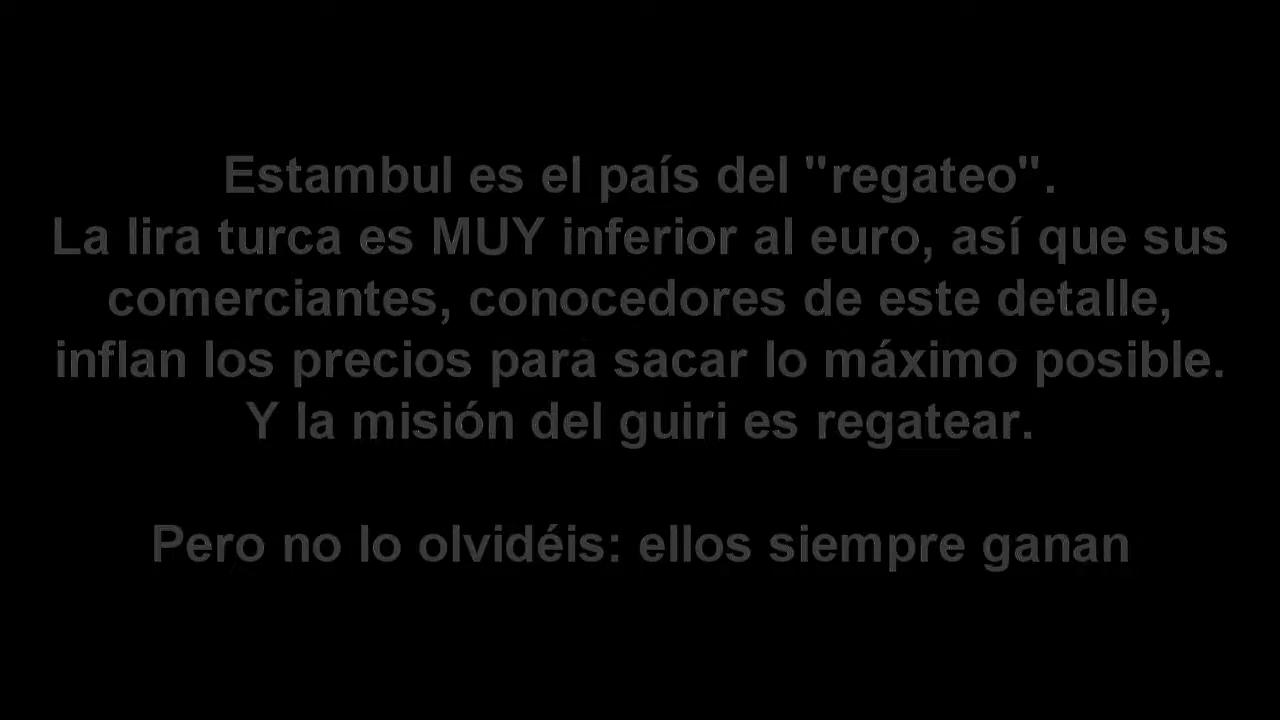 Estambul es el país del "regateo".
La lira turca es MUY inferior al euro, así que sus
comerciantes, conocedores de este detalle,
inflan los precios para sacar lo máximo posible.
Y la misión del guiri es regatear.
Pero no lo olvidéis: ellos siempre ganan